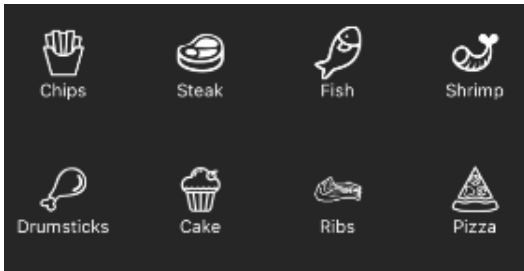 Chips
Steak
Fish
Shrimp
Drumsticks
Cake
Ribs
Pizza